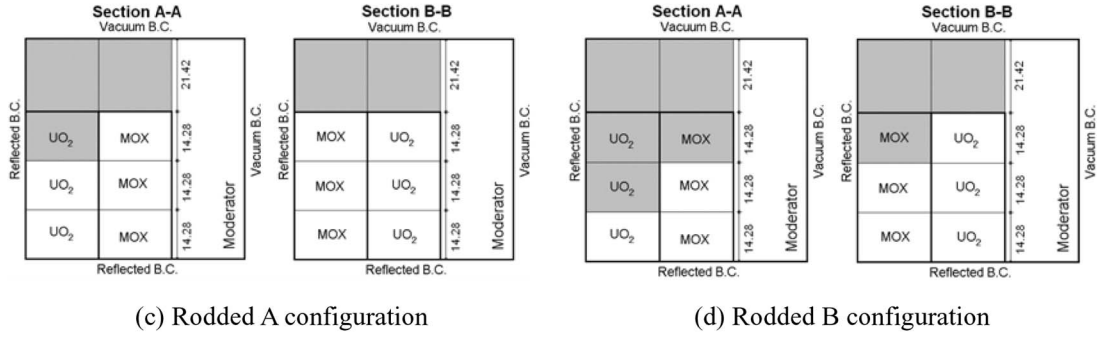 Section A-A
Vacuum B.C.
Reflected B.C.
21.42
UO2 MOX 14.28
UO2 MOX 14.28
UO2 MOX 14.28
Moderator
Vacuum B.C.
Reflected B.C.
Section B-B
Vacuum B.C.
Reflected B.C.
21.42
MOX UO2 14.28
MOX UO2 14.28
MOX UO2 14.28
Moderator
Vacuum B.C.
Reflected B.C.
(c) Rodded A configuration
Section A-A
Vacuum B.C.
Reflected B.C.
21.42
UO2 MOX 14.28
UO2 MOX 14.28
UO2 MOX 14.28
Moderator
Vacuum B.C.
Reflected B.C.
Section B-B
Vacuum B.C.
Reflected B.C.
21.42
MOX UO2 14.28
MOX UO2 14.28
MOX UO2 14.28
Moderator
Vacuum B.C.
Reflected B.C.
(d) Rodded B configuration